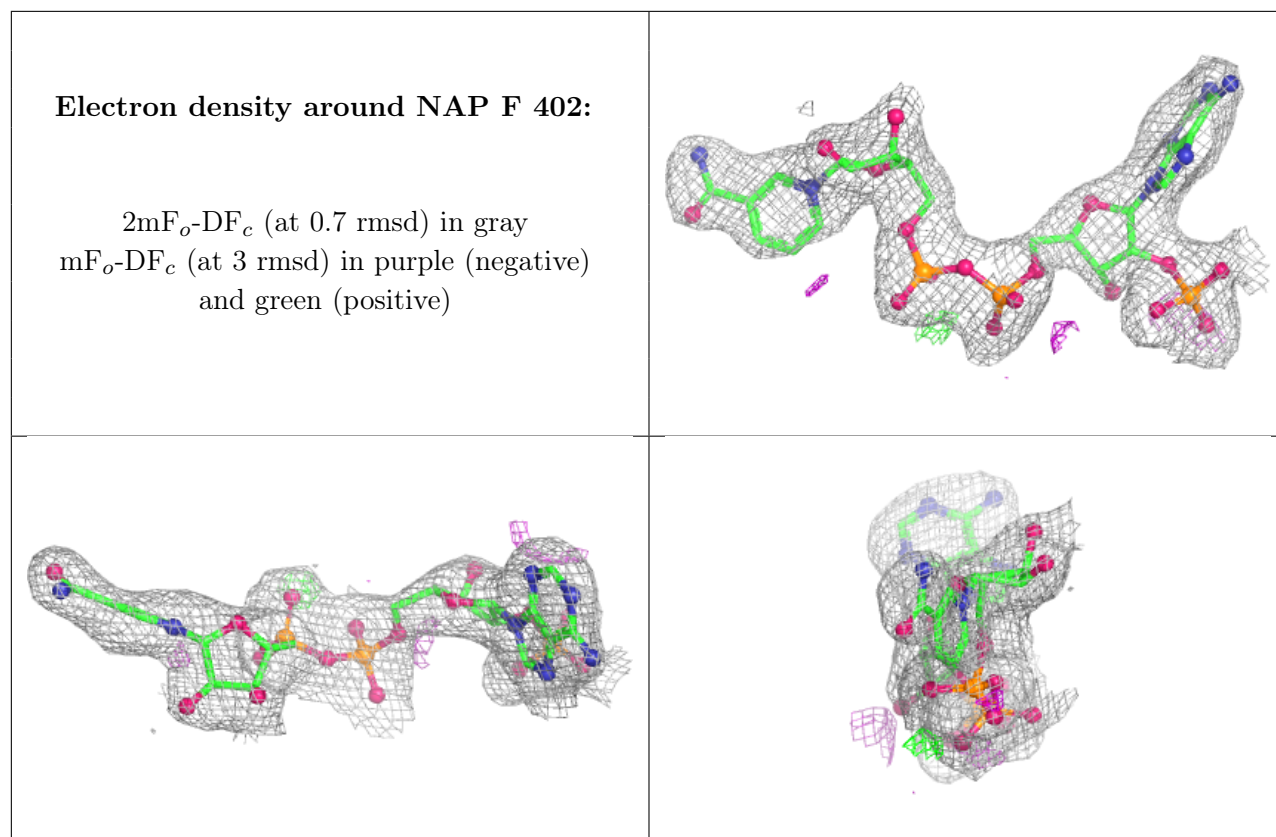 Electron density around NAP F 402:
2mFo-DFc (at 0.7 rmsd) in gray
mFo-DFc (at 3 rmsd) in purple (negative)
and green (positive)